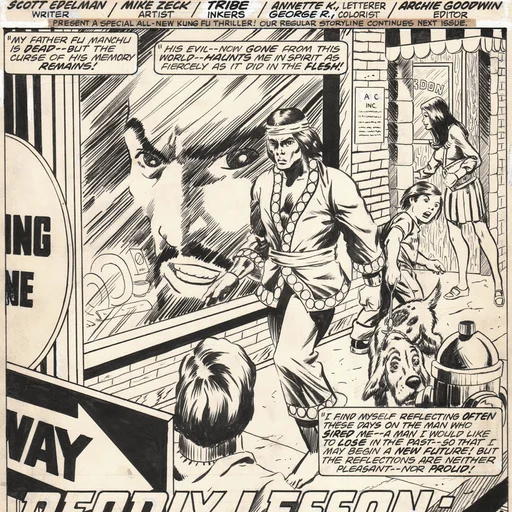 SCOTT EDELMAN / MIKE ZECK / TRIBE / ANNETTE K., LETTERER / ARCHIE GOODWIN
WRITER ARTIST INKERS GEORGE R., COLORIST EDITOR
PRESENT A SPECIAL ALL-NEW KUNG FU THRILLER! OUR REGULAR STORYLINE CONTINUES NEXT ISSUE.
"MY FATHER FU MANCHU
IS DEAD--BUT THE
CURSE OF HIS MEMORY
REMAINS!
"HIS EVIL--NOW GONE FROM THIS
WORLD--HAUNTS ME IN SPIRIT AS
FIERCELY AS IT DID IN THE FLESH!
A C
INC.
DON
ING
NE
WAY
"I FIND MYSELF REFLECTING OFTEN
THESE DAYS ON THE MAN WHO
SIRED ME--A MAN I WOULD LIKE
TO LOSE IN THE PAST--SO THAT I
MAY BEGIN A NEW FUTURE! BUT
THE REFLECTIONS ARE NEITHER
PLEASANT--NOR PROUD!
DEADLY LESSON: